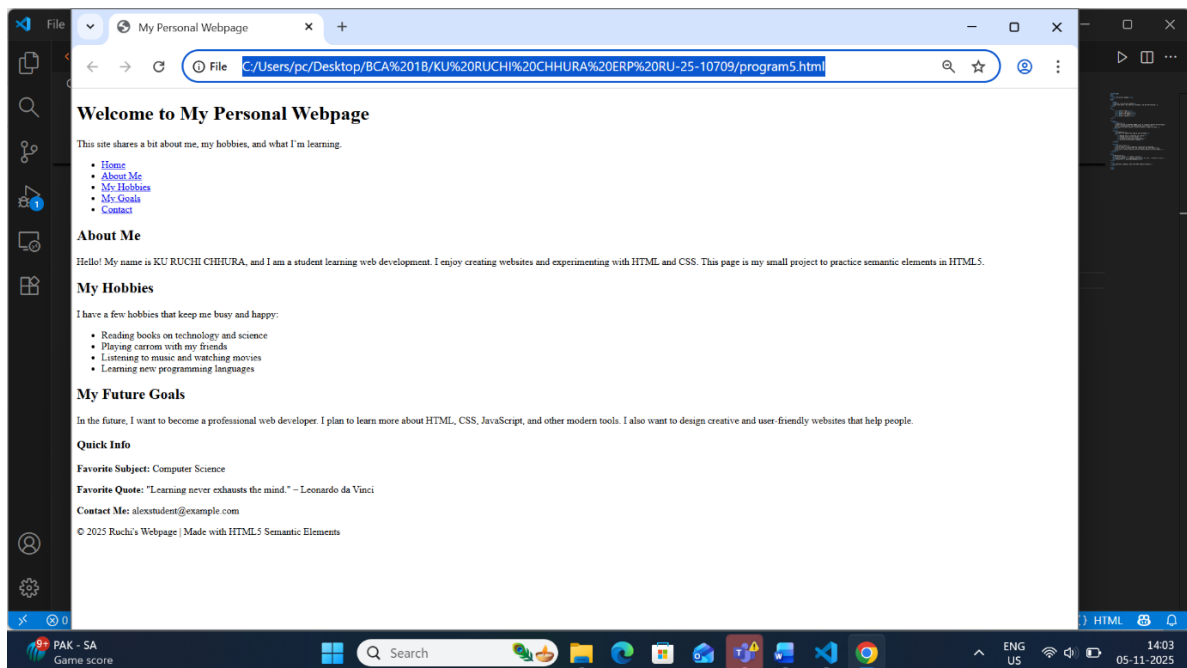 File
My Personal Webpage
File C:/Users/pc/Desktop/BCA%201B/KU%20RUCHI%20CHHURA%20ERP%20RU-25-10709/program5.html
Welcome to My Personal Webpage
This site shares a bit about me, my hobbies, and what I'm learning.
Home
About Me
My Hobbies
My Goals
Contact
About Me
Hello! My name is KU RUCHI CHHURA, and I am a student learning web development. I enjoy creating websites and experimenting with HTML and CSS. This page is my small project to practice semantic elements in HTML5.
My Hobbies
I have a few hobbies that keep me busy and happy:
Reading books on technology and science
Playing carrom with my friends
Listening to music and watching movies
Learning new programming languages
My Future Goals
In the future, I want to become a professional web developer. I plan to learn more about HTML, CSS, JavaScript, and other modern tools. I also want to design creative and user-friendly websites that help people.
Quick Info
Favorite Subject: Computer Science
Favorite Quote: "Learning never exhausts the mind." – Leonardo da Vinci
Contact Me: alexstudent@example.com
© 2025 Ruchi's Webpage | Made with HTML5 Semantic Elements
1
0
HTML
9+
PAK - SA
Game score
Search
ENG
US
14:03
05-11-2025